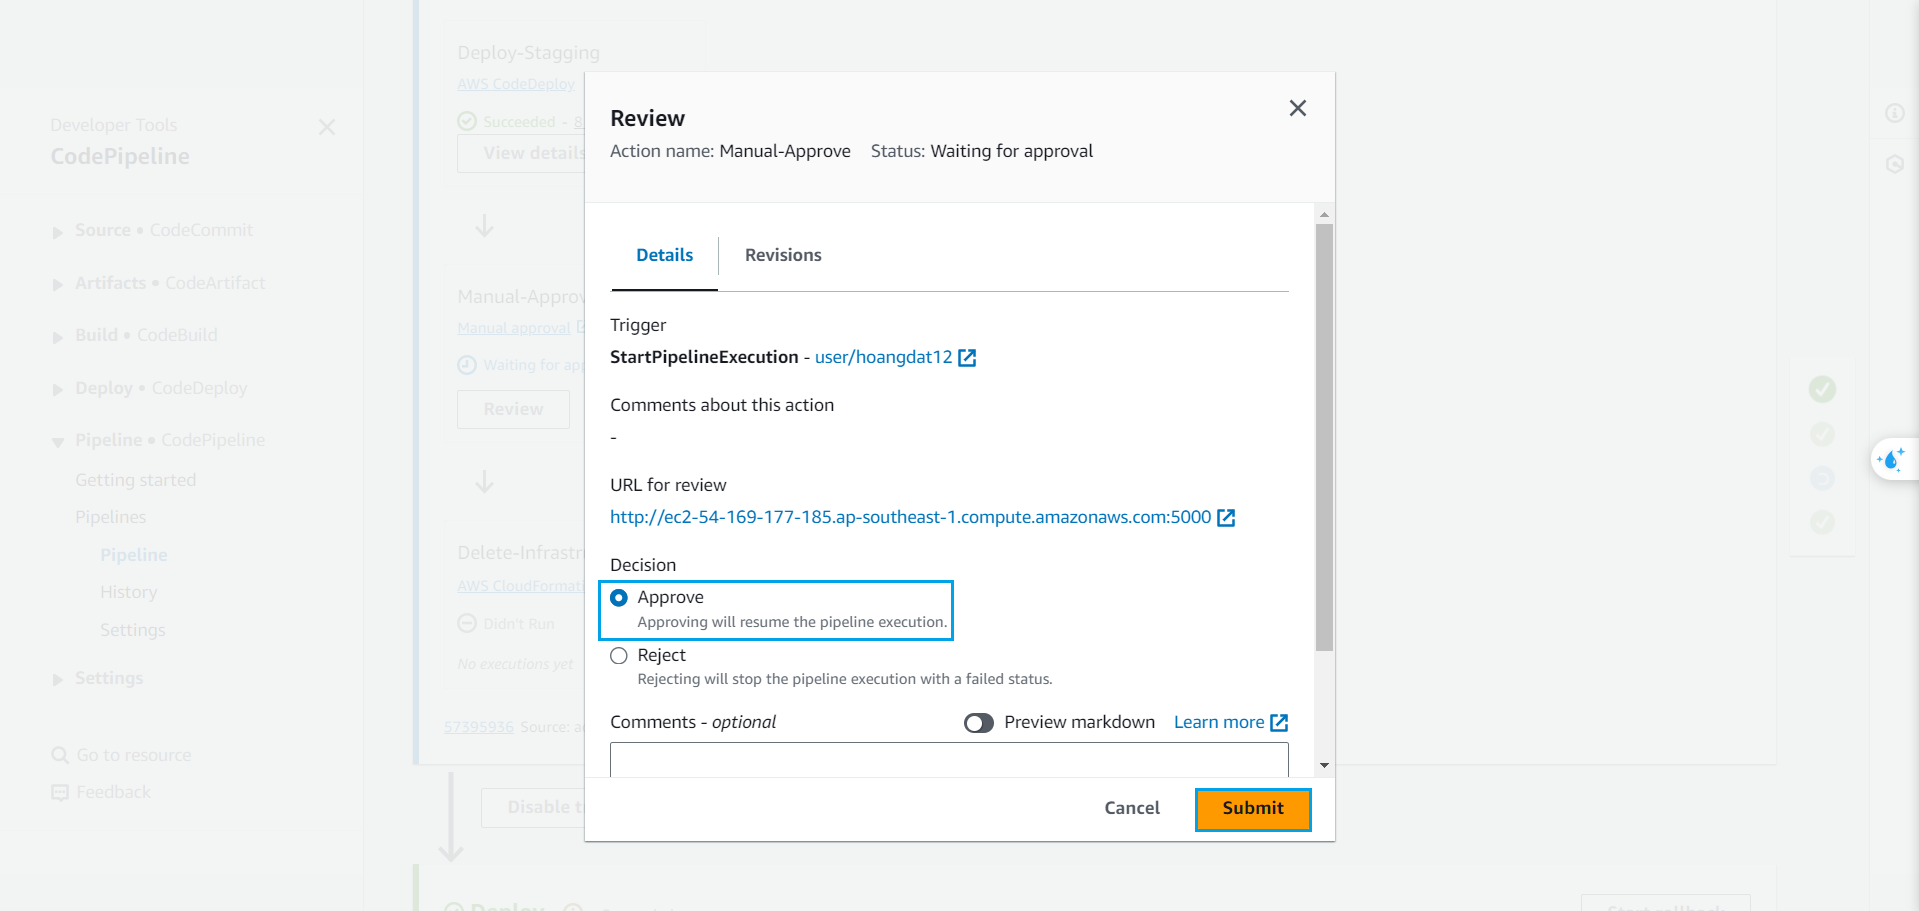 Developer Tools
CodePipeline
Source • CodeCommit
Artifacts • CodeArtifact
Build • CodeBuild
Deploy • CodeDeploy
Pipeline • CodePipeline
Getting started
Pipelines
Pipeline
History
Settings
Settings
Go to resource
Feedback
Deploy-Stagging
AWS CodeDeploy
Succeeded - 8
View details
Manual-Approv
Manual approval
Waiting for app
Review
Delete-Infrastru
AWS CloudFormati
Didn't Run
No executions yet
57395936 Source:
Disable
Deploy
Review
Action name: Manual-Approve Status: Waiting for approval
Details
Revisions
Trigger
StartPipelineExecution - user/hoangdat12
Comments about this action
-
URL for review
http://ec2-54-169-177-185.ap-southeast-1.compute.amazonaws.com:5000
Decision
Approve
Approving will resume the pipeline execution.
Reject
Rejecting will stop the pipeline execution with a failed status.
Comments - optional
Preview markdown Learn more
Cancel
Submit